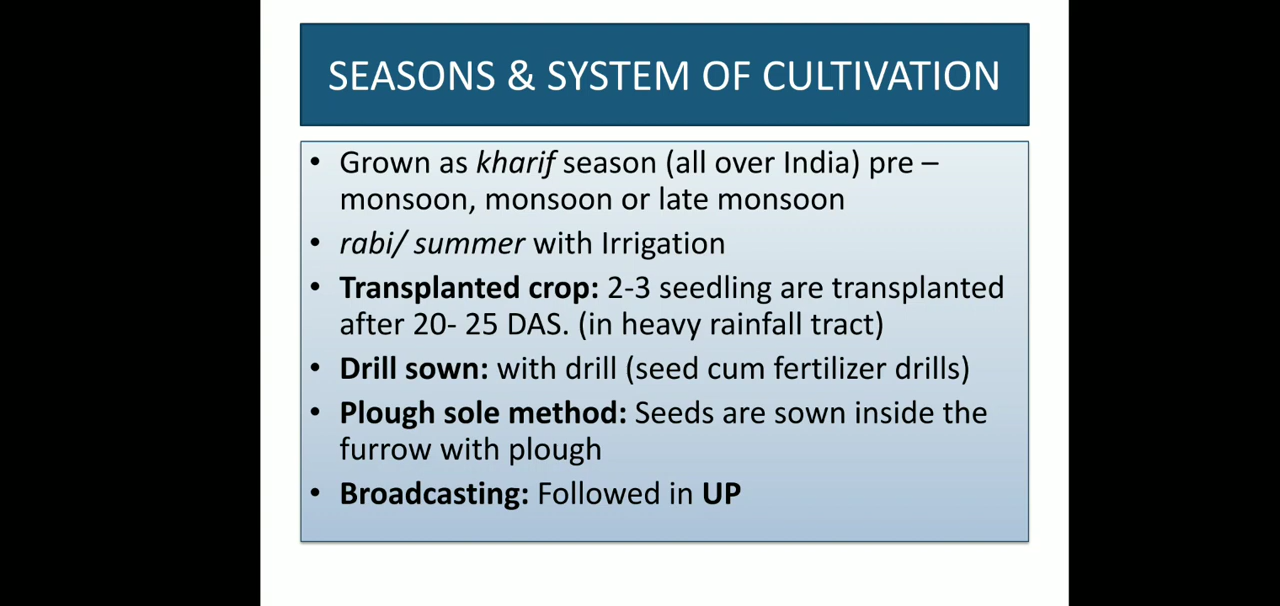 SEASONS & SYSTEM OF CULTIVATION
• Grown as kharif season (all over India) pre –
monsoon, monsoon or late monsoon
• rabi/ summer with Irrigation
• Transplanted crop: 2-3 seedling are transplanted
after 20- 25 DAS. (in heavy rainfall tract)
• Drill sown: with drill (seed cum fertilizer drills)
• Plough sole method: Seeds are sown inside the
furrow with plough
• Broadcasting: Followed in UP